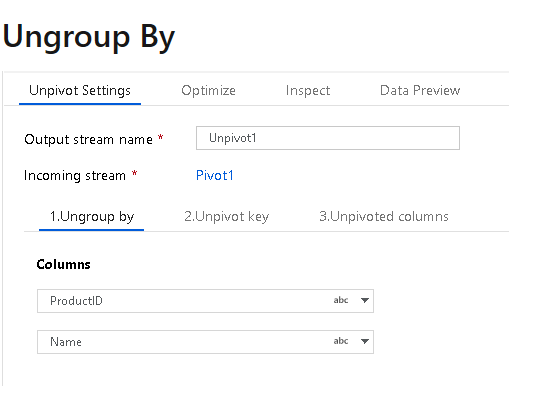 Ungroup By
Unpivot Settings Optimize Inspect Data Preview
Output stream name * Unpivot1
Incoming stream * Pivot1
1.Ungroup by 2.Unpivot key 3.Unpivoted columns
Columns
ProductID abc
Name abc